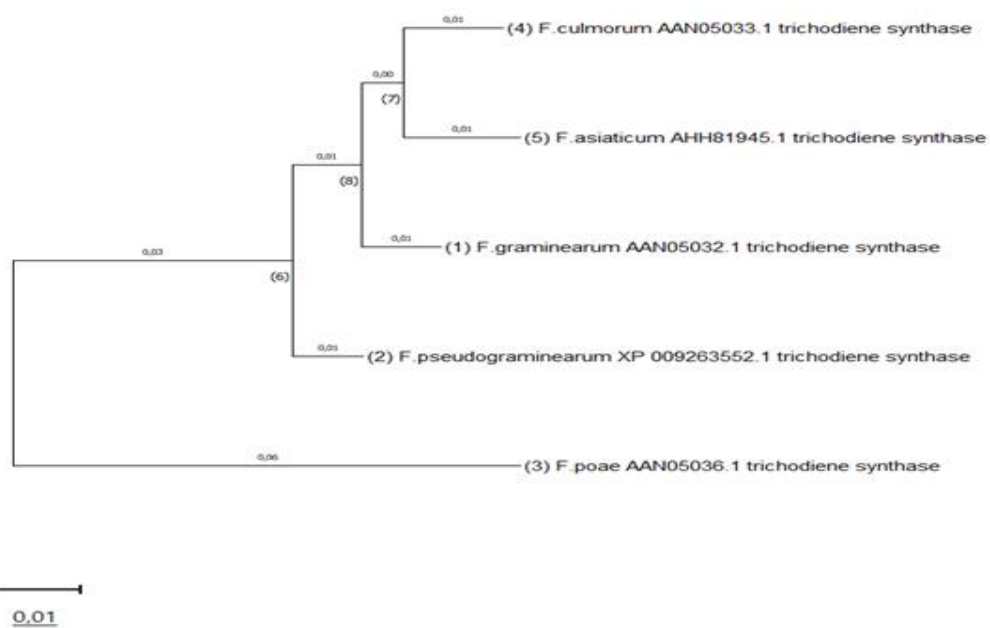 0,01
(4) F.culmorum AAN05033.1 trichodiene synthase
0,00
(7)
0,01
(5) F.asiaticum AHH81945.1 trichodiene synthase
0,01
(8)
0,01
(1) F.graminearum AAN05032.1 trichodiene synthase
0,03
(6)
0,01
(2) F.pseudograminearum XP 009263552.1 trichodiene synthase
0,06
(3) F.poae AAN05036.1 trichodiene synthase
0,01